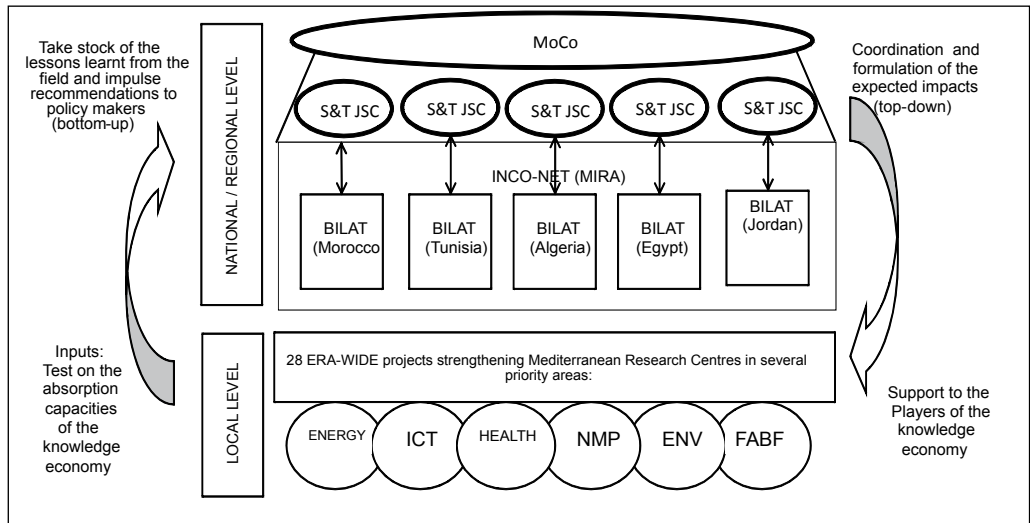 Take stock of the
lessons learnt from the
field and impulse
recommendations to
policy makers
(bottom-up)
Inputs:
Test on the
absorption
capacities
of the
knowledge
economy
NATIONAL / REGIONAL LEVEL
LOCAL LEVEL
MoCo
S&T JSC
S&T JSC
S&T JSC
S&T JSC
S&T JSC
INCO-NET (MIRA)
BILAT
(Morocco
BILAT
(Tunisia)
BILAT
(Algeria)
BILAT
(Egypt)
BILAT
(Jordan)
28 ERA-WIDE projects strengthening Mediterranean Research Centres in several
priority areas:
ENERGY
ICT
HEALTH
NMP
ENV
FABF
Coordination and
formulation of the
expected impacts
(top-down)
Support to the
Players of the
knowledge
economy